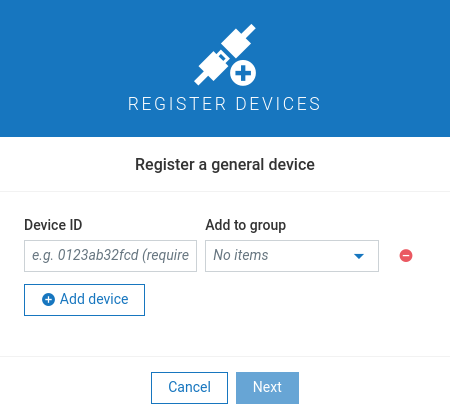 REGISTER DEVICES
Register a general device
Device ID Add to group
e.g. 0123ab32fcd (require No items
Add device
Cancel Next